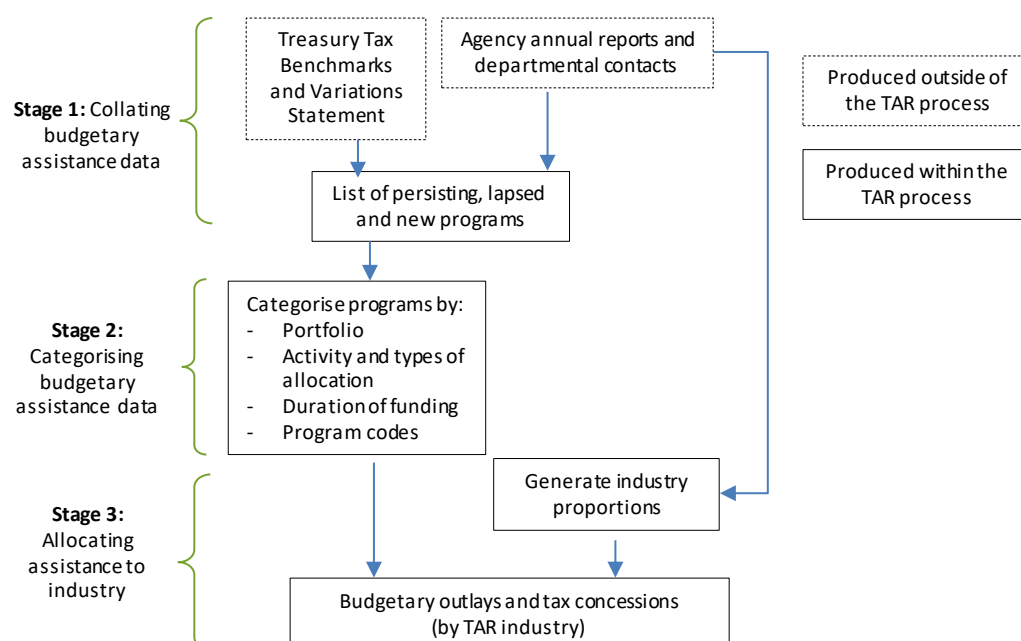 Treasury Tax
Benchmarks
and Variations
Statement
Agency annual reports and
departmental contacts
Produced outside of
the TAR process
Produced within the
TAR process
Stage 1: Collating
budgetary
assistance data
List of persisting, lapsed
and new programs
Stage 2:
Categorising
budgetary
assistance data
Categorise programs by:
- Portfolio
- Activity and types of
allocation
- Duration of funding
- Program codes
Stage 3:
Allocating
assistance to
industry
Generate industry
proportions
Budgetary outlays and tax concessions
(by TAR industry)